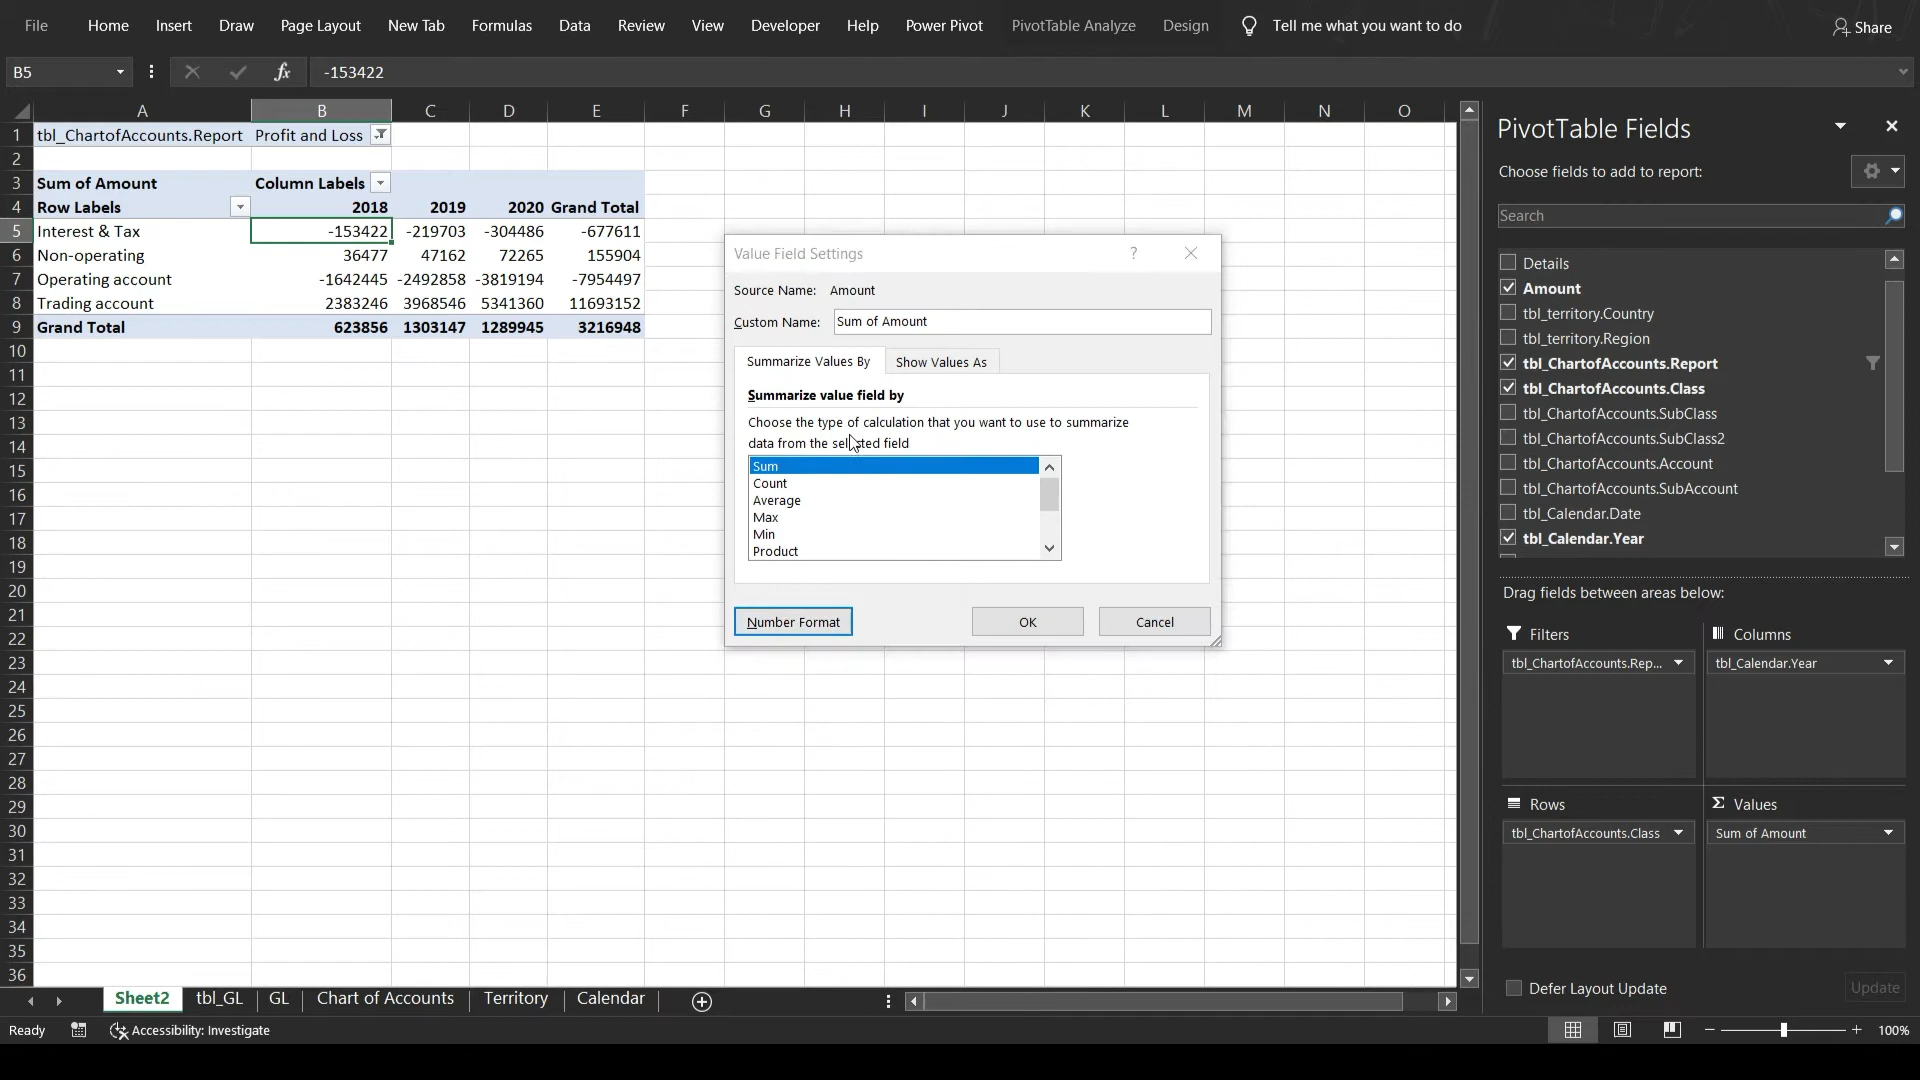 File Home Insert Draw Page Layout New Tab Formulas Data Review View Developer Help Power Pivot PivotTable Analyze Design Tell me what you want to do Share
B5 fx -153422
A B C D E F G H I J K L M N O
1 tbl_ChartofAccounts.Report Profit and Loss
2
3 Sum of Amount Column Labels
4 Row Labels 2018 2019 2020 Grand Total
5 Interest & Tax -153422 -219703 -304486 -677611
6 Non-operating 36477 47162 72265 155904
7 Operating account -1642445 -2492858 -3819194 -7954497
8 Trading account 2383246 3968546 5341360 11693152
9 Grand Total 623856 1303147 1289945 3216948
10
11
12
13
14
15
16
17
18
19
20
21
22
23
24
25
26
27
28
29
30
31
32
33
34
35
36
Value Field Settings ?
Source Name: Amount
Custom Name: Sum of Amount
Summarize Values By Show Values As
Summarize value field by
Choose the type of calculation that you want to use to summarize
data from the selected field
Sum
Count
Average
Max
Min
Product
Number Format OK Cancel
PivotTable Fields
Choose fields to add to report:
Search
Details
Amount
tbl_territory.Country
tbl_territory.Region
tbl_ChartofAccounts.Report
tbl_ChartofAccounts.Class
tbl_ChartofAccounts.SubClass
tbl_ChartofAccounts.SubClass2
tbl_ChartofAccounts.Account
tbl_ChartofAccounts.SubAccount
tbl_Calendar.Date
tbl_Calendar.Year
Drag fields between areas below:
Filters Columns
tbl_ChartofAccounts.Rep... tbl_Calendar.Year
Rows Σ Values
tbl_ChartofAccounts.Class Sum of Amount
Defer Layout Update Update
Sheet2 tbl_GL GL Chart of Accounts Territory Calendar
Ready Accessibility: Investigate 100%